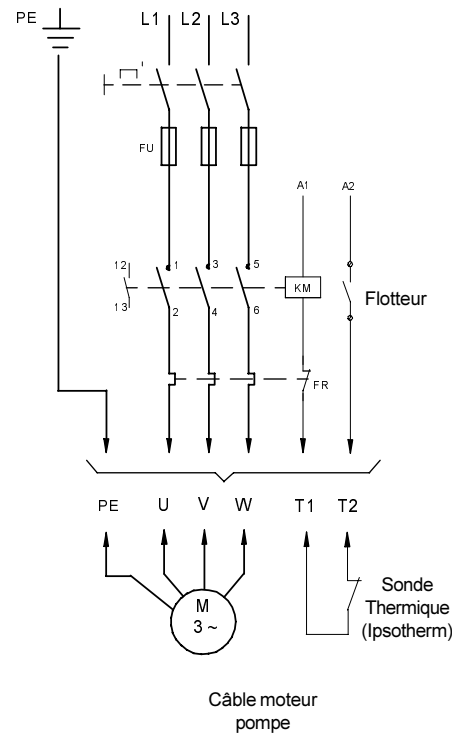 PE
L1 L2 L3
FU
A1 A2
12 1 3 5
KM
Flotteur
13 2 4 6
FR
PE U V W T1 T2
M
3 ~
Sonde
Thermique
(Ipsotherm)
Câble moteur
pompe